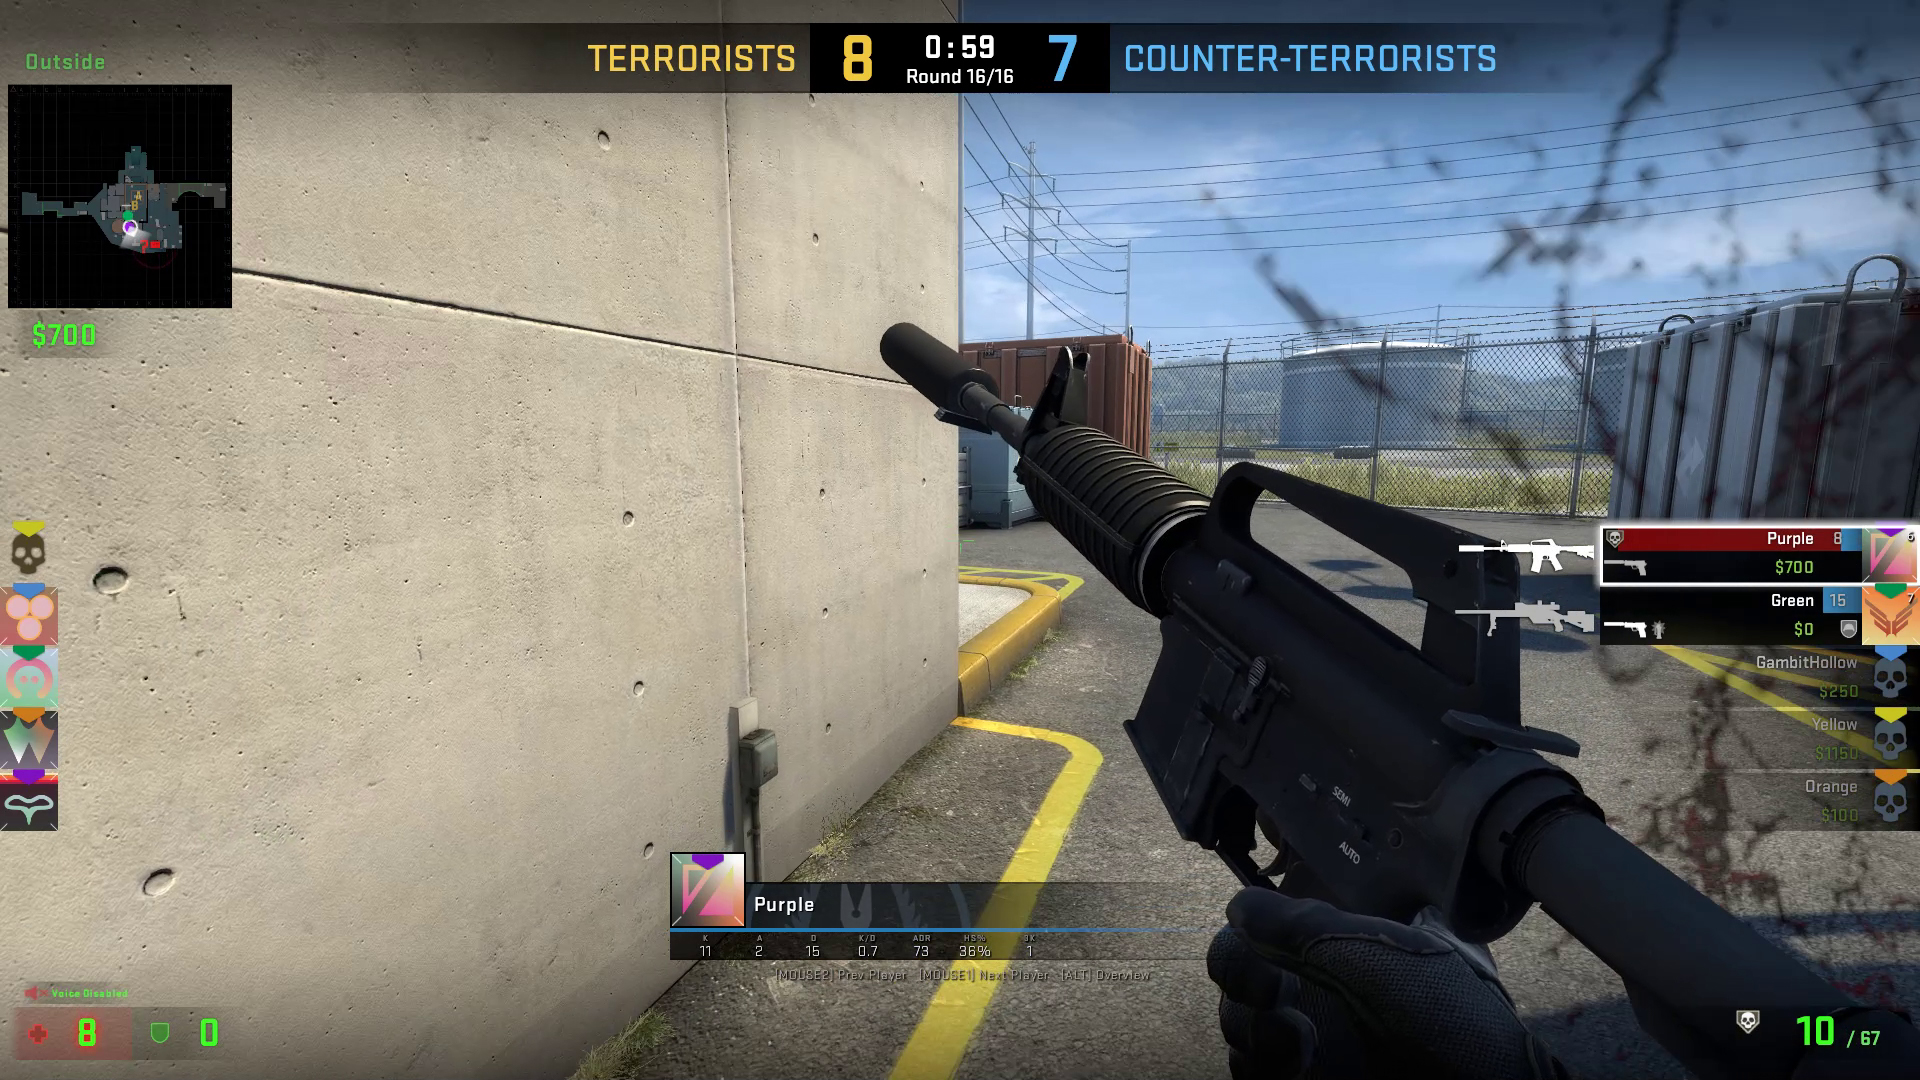 TERRORISTS 8 0:59 7 COUNTER-TERRORISTS
Round 16/16
Outside
A
B
?
$700
Purple 8 6
$700
Green 15 7
$0
GambitHollow
$250
Yellow
$1150
Orange
$100
SEMI
AUTO
Purple
K A D K/D ADR HS% 3K
11 2 15 0.7 73 36% 1
[MOUSE2] Prev Player [MOUSE1] Next Player [ALT] Overview
Voice Disabled
8 0
10 / 67